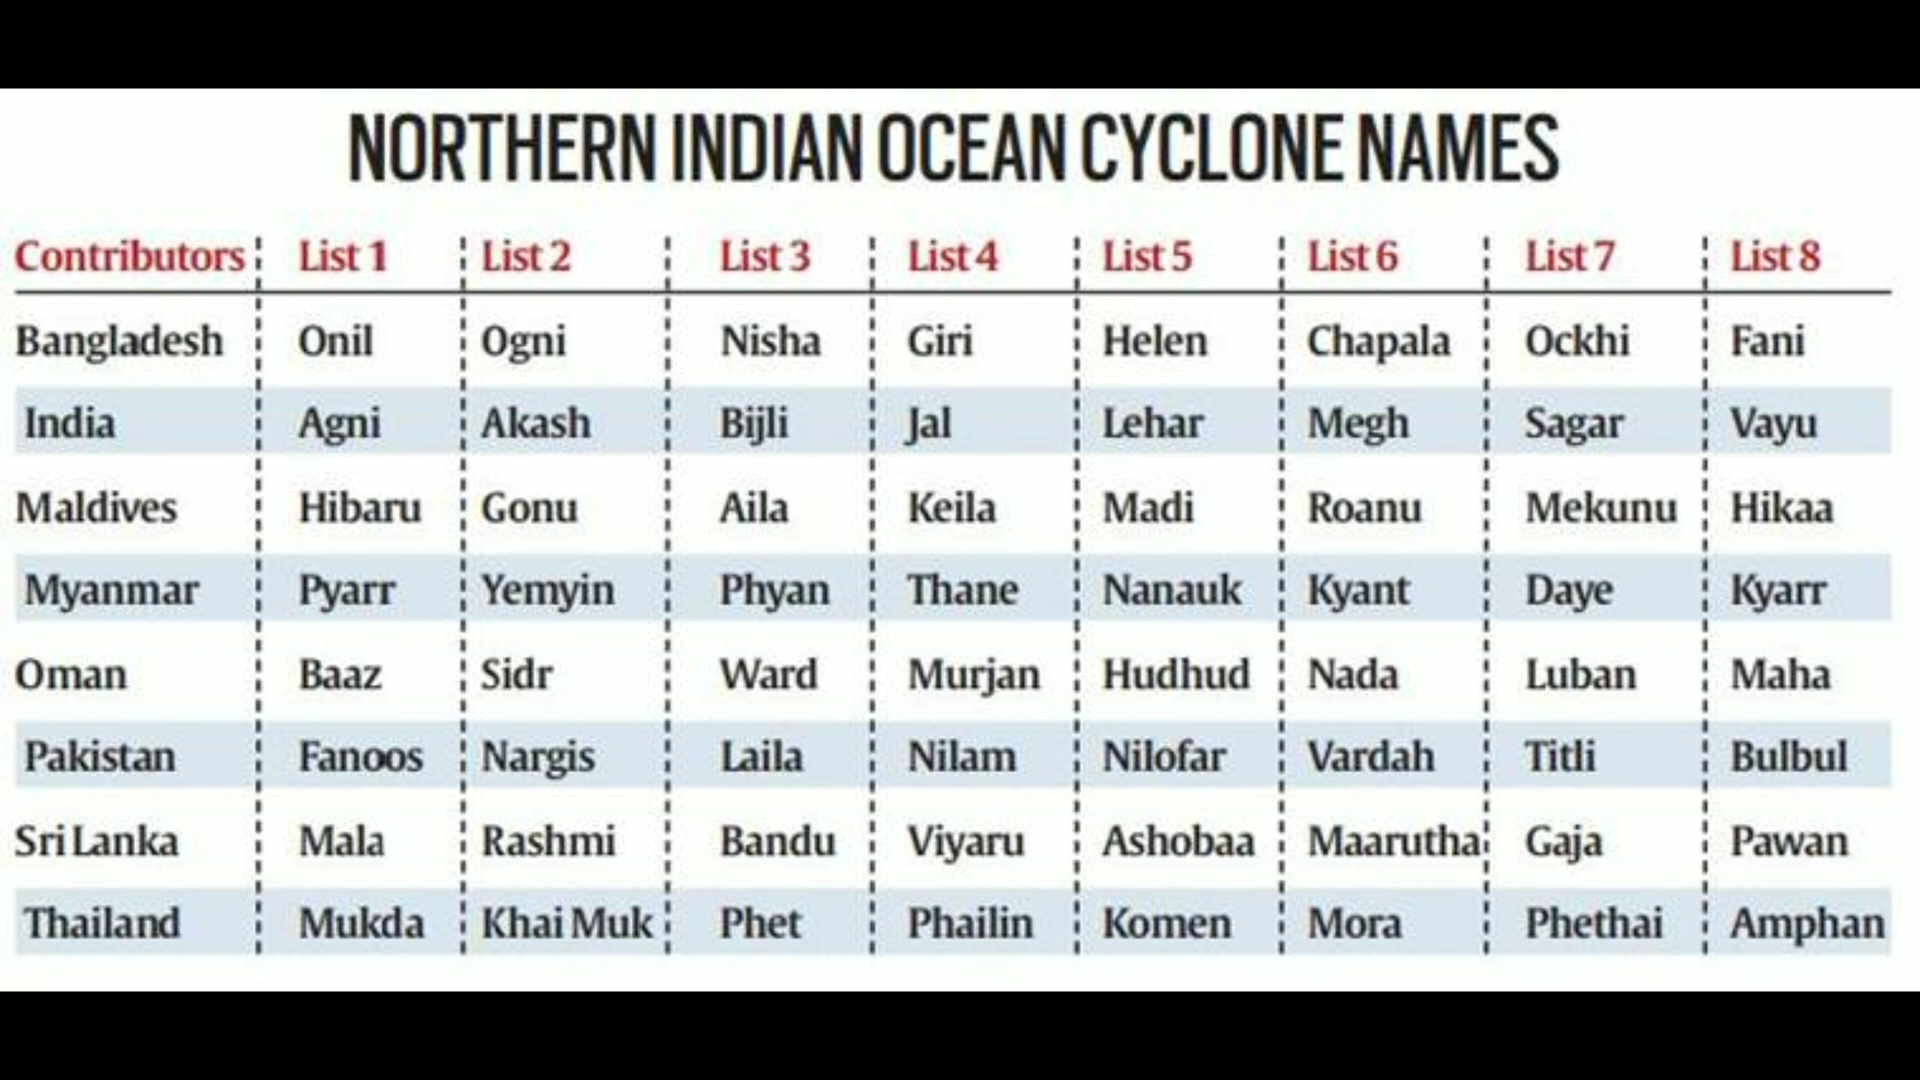 NORTHERN INDIAN OCEAN CYCLONE NAMES
Contributors List 1 List 2 List 3 List 4 List 5 List 6 List 7 List 8
Bangladesh Onil Ogni Nisha Giri Helen Chapala Ockhi Fani
India Agni Akash Bijli Jal Lehar Megh Sagar Vayu
Maldives Hibaru Gonu Aila Keila Madi Roanu Mekunu Hikaa
Myanmar Pyarr Yemyin Phyan Thane Nanauk Kyant Daye Kyarr
Oman Baaz Sidr Ward Murjan Hudhud Nada Luban Maha
Pakistan Fanoos Nargis Laila Nilam Nilofar Vardah Titli Bulbul
Sri Lanka Mala Rashmi Bandu Viyaru Ashobaa Maarutha Gaja Pawan
Thailand Mukda Khai Muk Phet Phailin Komen Mora Phethai Amphan